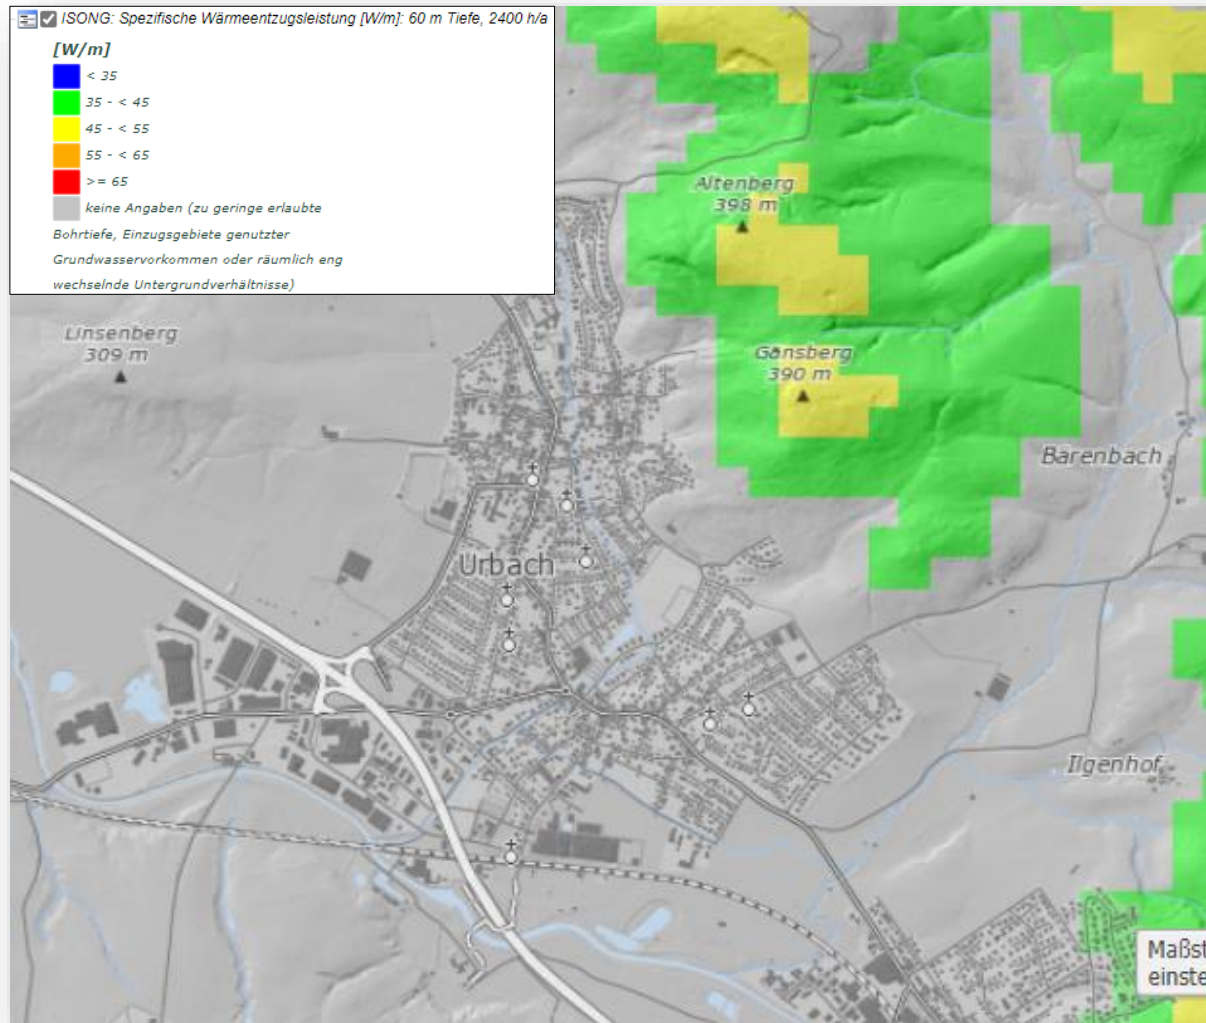 ISONG: Spezifische Wärmeentzugsleistung [W/m]: 60 m Tiefe, 2400 h/a
[W/m]
< 35
35 - < 45
45 - < 55
55 - < 65
>= 65
keine Angaben (zu geringe erlaubte
Bohrtiefe, Einzugsgebiete genutzter
Grundwasservorkommen oder räumlich eng
wechselnde Untergrundverhältnisse)
Altenberg
398 m
Linsenberg
309 m
Gänsberg
390 m
Bärenbach
Urbach
Ilgenhof
Maßst
einste